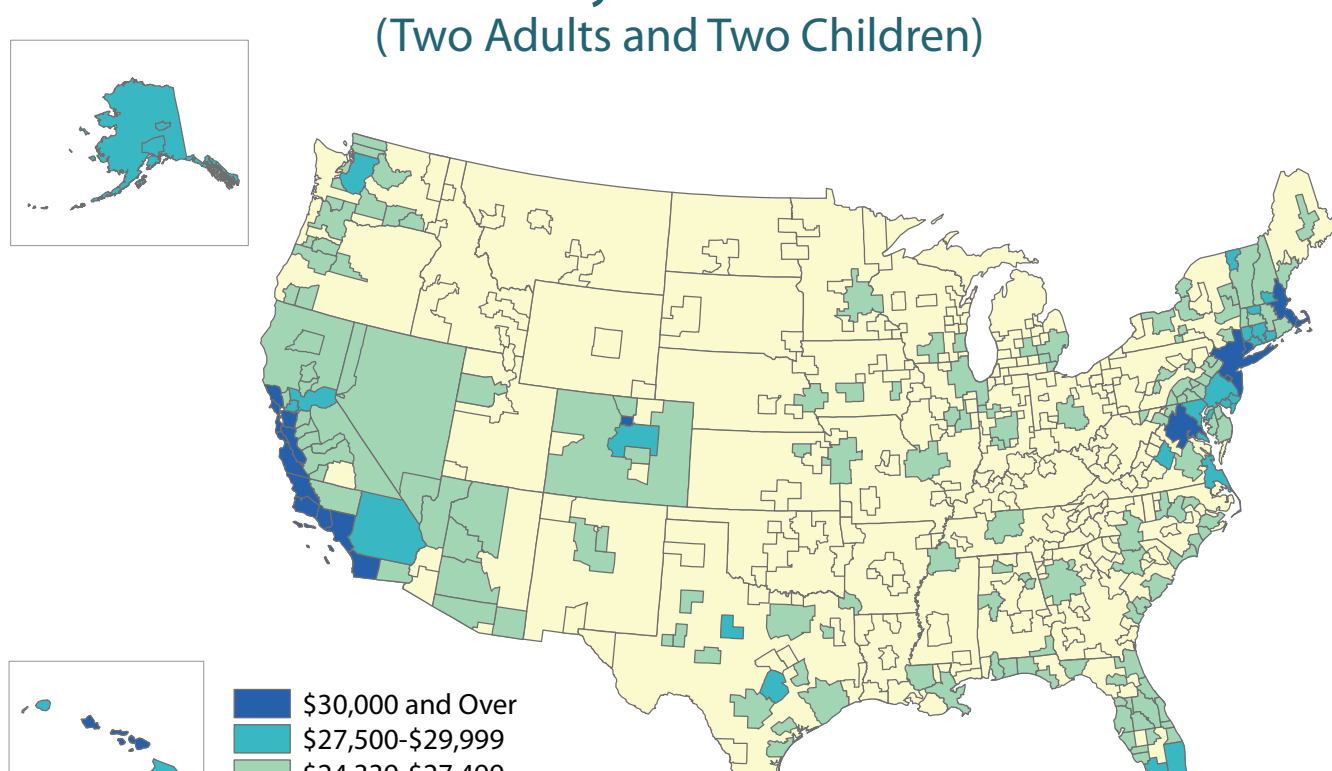 (Two Adults and Two Children)
$30,000 and Over
$27,500-$29,999